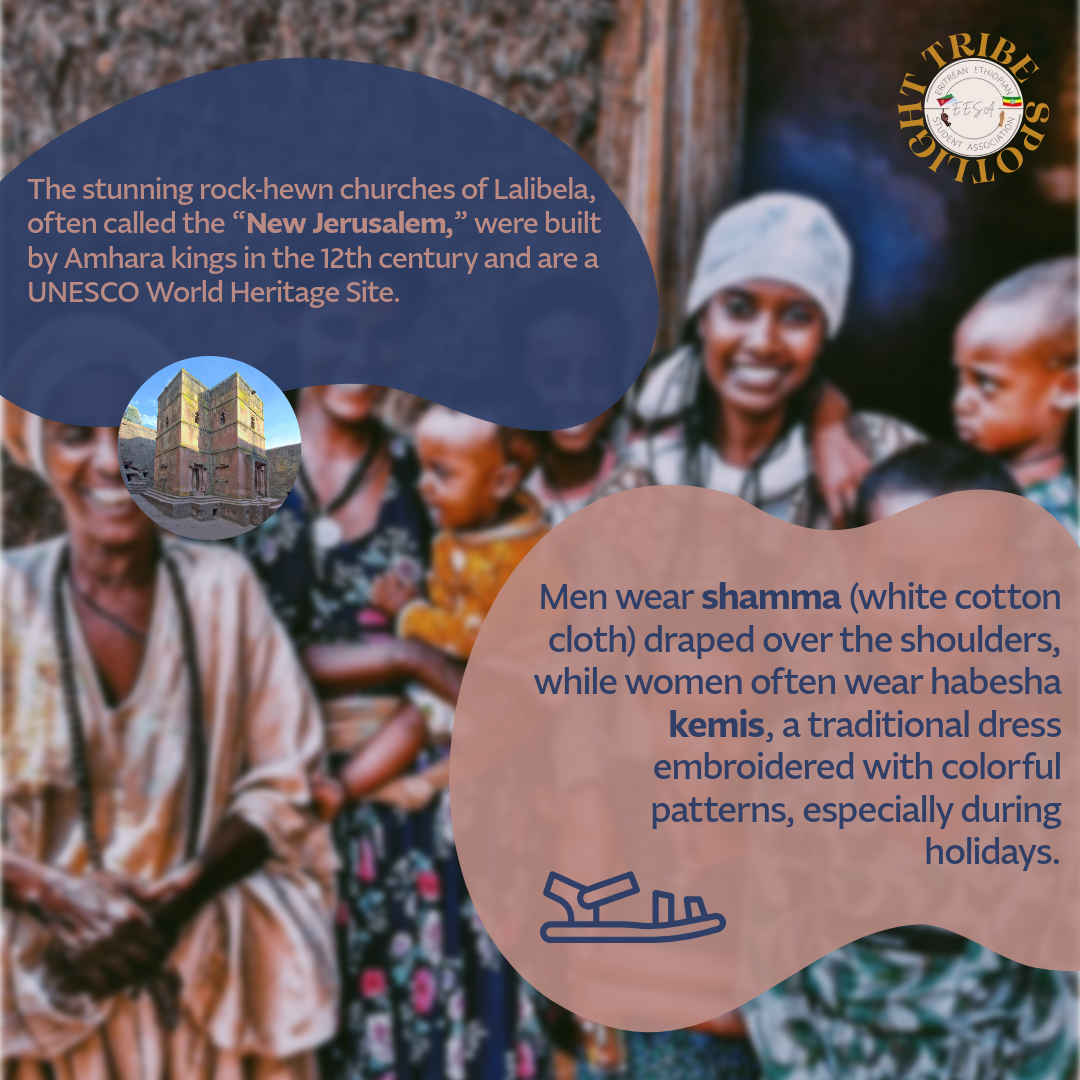 TRIBE SPOTLIGHT
ERITREAN ETHIOPIAN
EESA
STUDENT ASSOCIATION
The stunning rock-hewn churches of Lalibela,
often called the “New Jerusalem,” were built
by Amhara kings in the 12th century and are a
UNESCO World Heritage Site.
Men wear shamma (white cotton
cloth) draped over the shoulders,
while women often wear habesha
kemis, a traditional dress
embroidered with colorful
patterns, especially during
holidays.